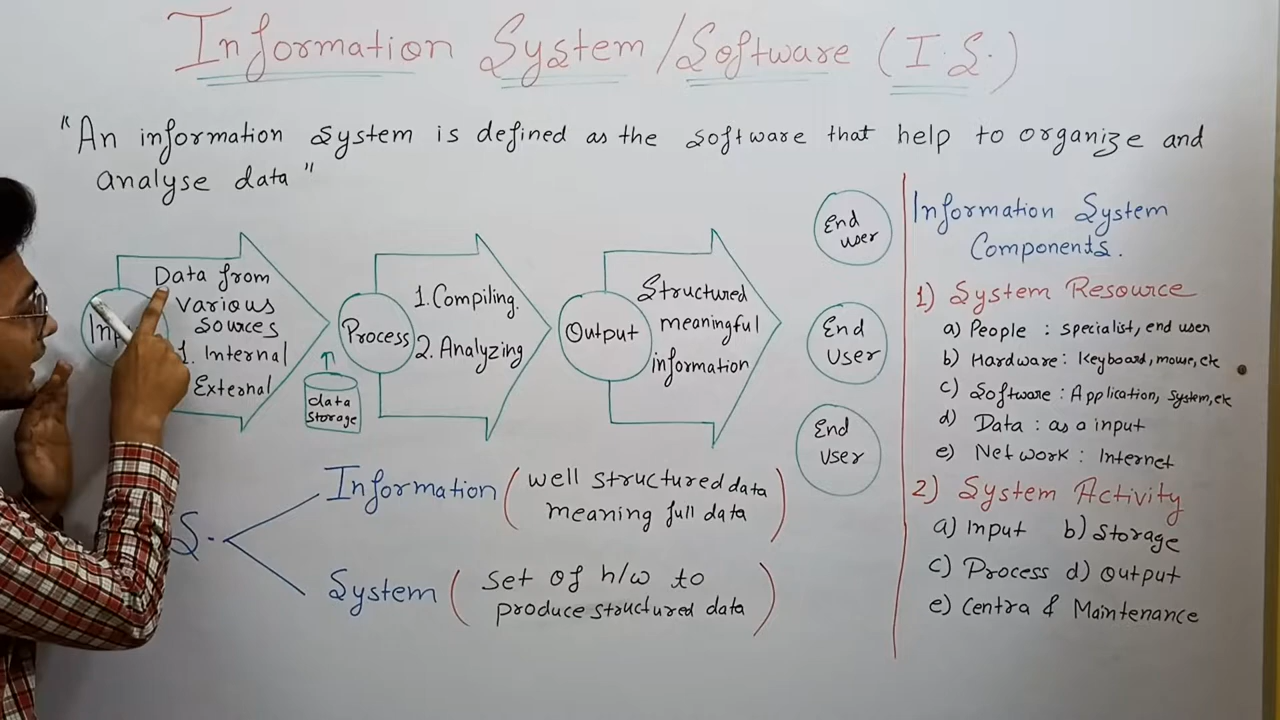 Information System/Software (I.S.)
"An information System is defined as the software that help to organize and
analyse data"
Data from
various
sources
1. Internal
External
data
storage
Process
1. Compiling.
2. Analyzing
Output
Structured
meaningful
information
End
user
End
user
End
user
S.
Information (well structured data
meaning full data)
System (set of h/w to
produce structured data)
Information System
Components.
1) System Resource
a) People : specialist, end user
b) Hardware : Keyboard, mouse, etc
c) Software : Application, System, etc
d) Data : as a input
e) Network : Internet
2) System Activity
a) Input b) Storage
c) Process d) Output
e) Centra & Maintenance